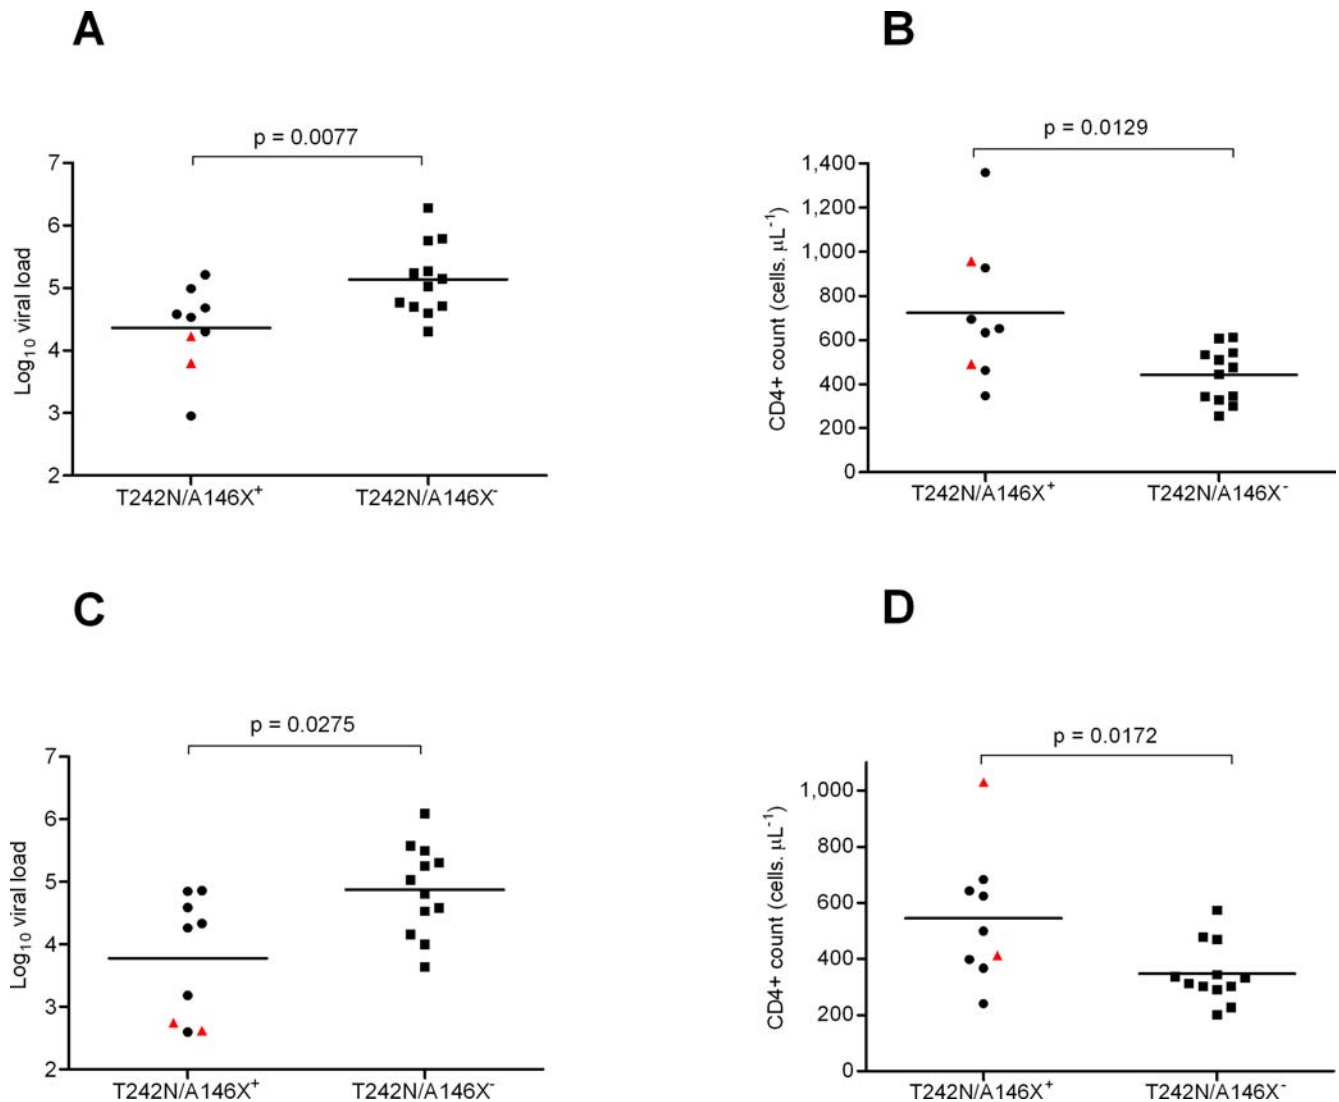 A
p = 0.0077
Log10 viral load
7
6
5
4
3
2
T242N/A146X+
T242N/A146X-
B
p = 0.0129
CD4+ count (cells. μL-1)
1,400
1,200
1,000
800
600
400
200
0
T242N/A146X+
T242N/A146X-
C
p = 0.0275
Log10 viral load
7
6
5
4
3
2
T242N/A146X+
T242N/A146X-
D
p = 0.0172
CD4+ count (cells. μL-1)
1,000
800
600
400
200
0
T242N/A146X+
T242N/A146X-